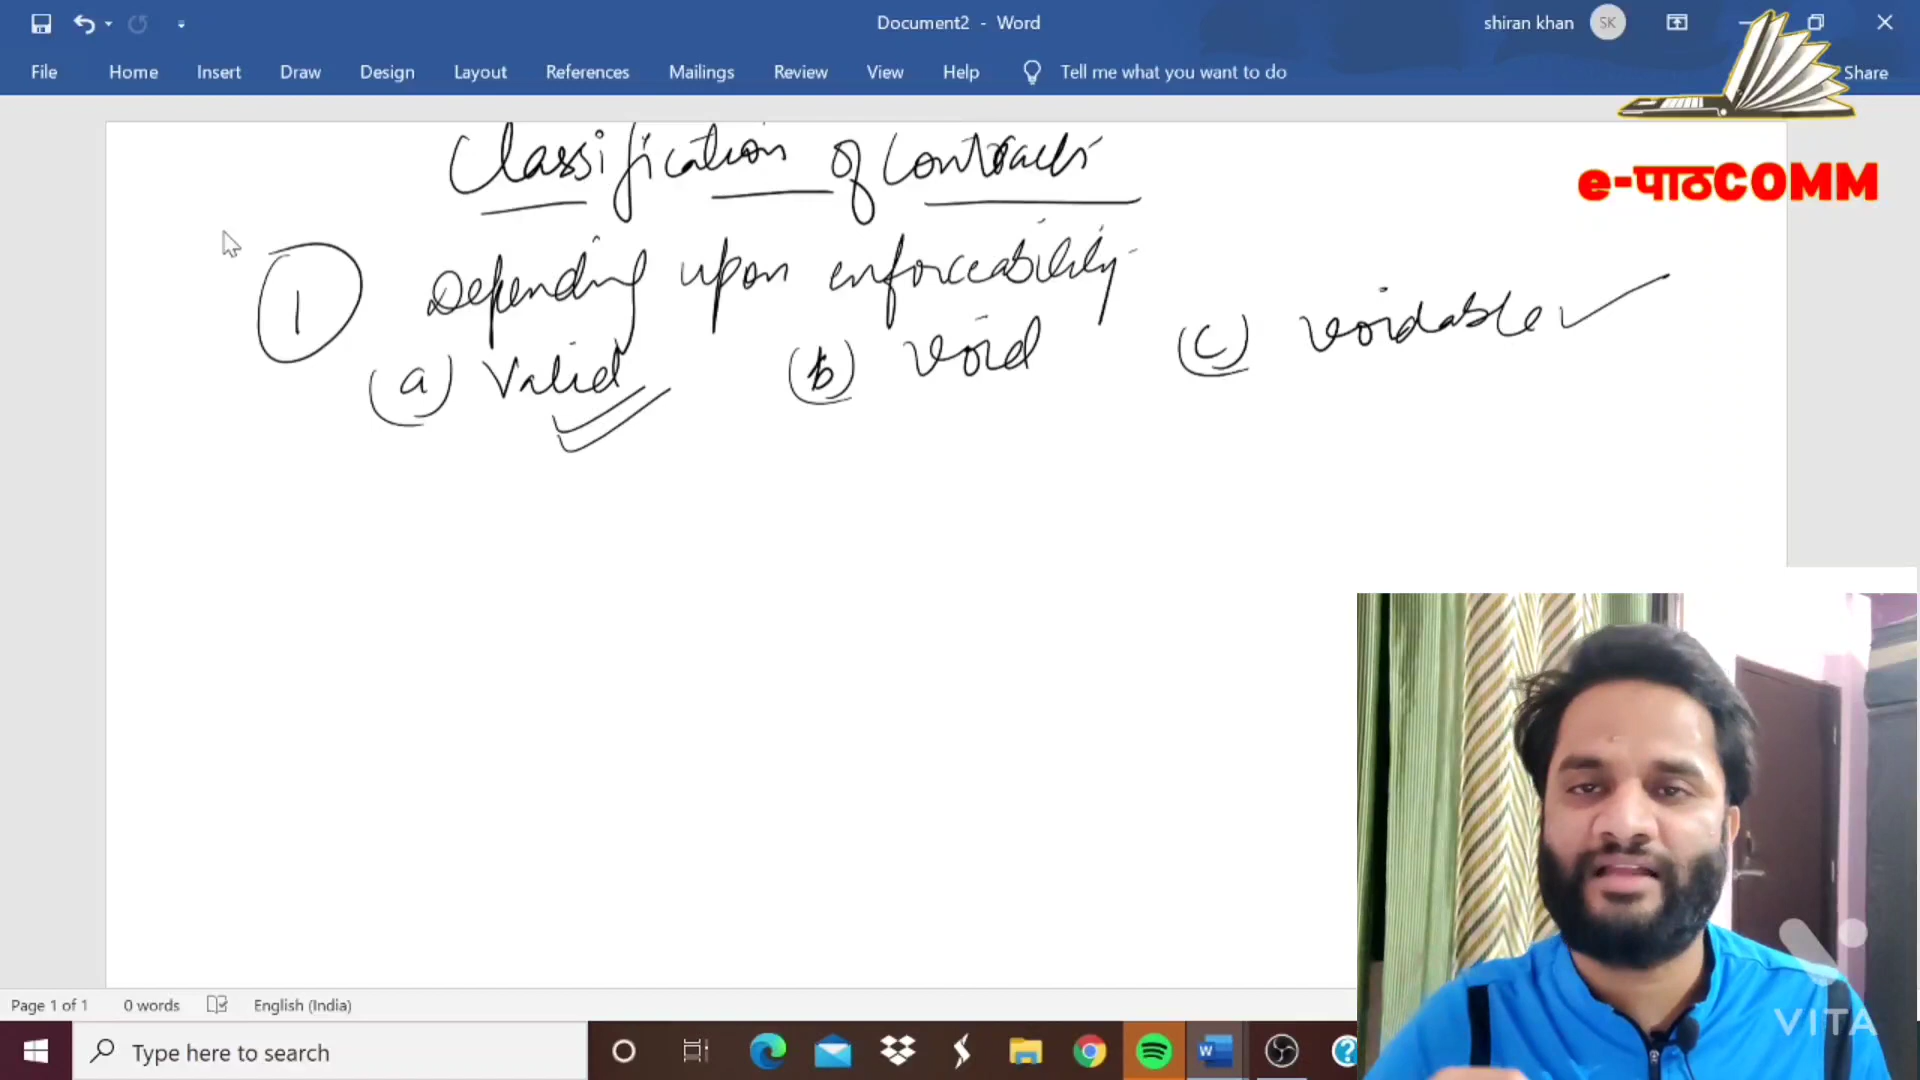 Document2 - Word
shiran khan SK
File Home Insert Draw Design Layout References Mailings Review View Help Tell me what you want to do Share
e-पाठCOMM
Classification of Contracts
1 Depending upon enforceability
(a) Valid (b) Void (c) voidable
Page 1 of 1 0 words English (India)
VITA
Type here to search